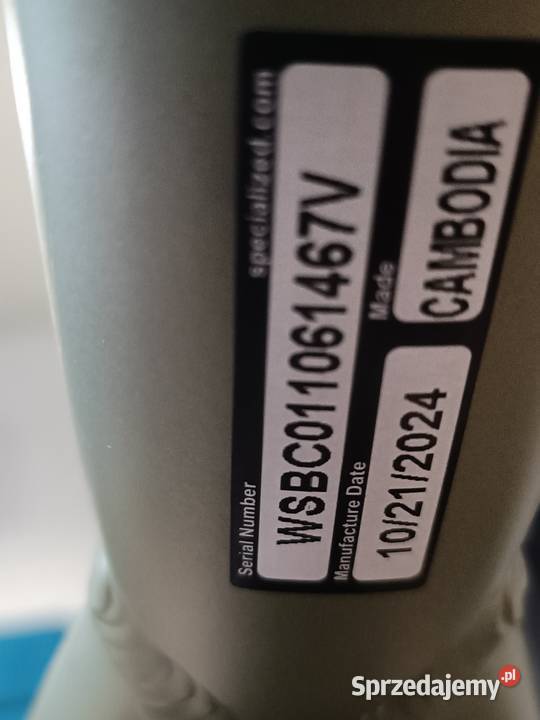 specialized.com
Serial Number
WSBC011061467V
Manufacture Date
10/21/2024
Made
CAMBODIA
Sprzedajemy.pl